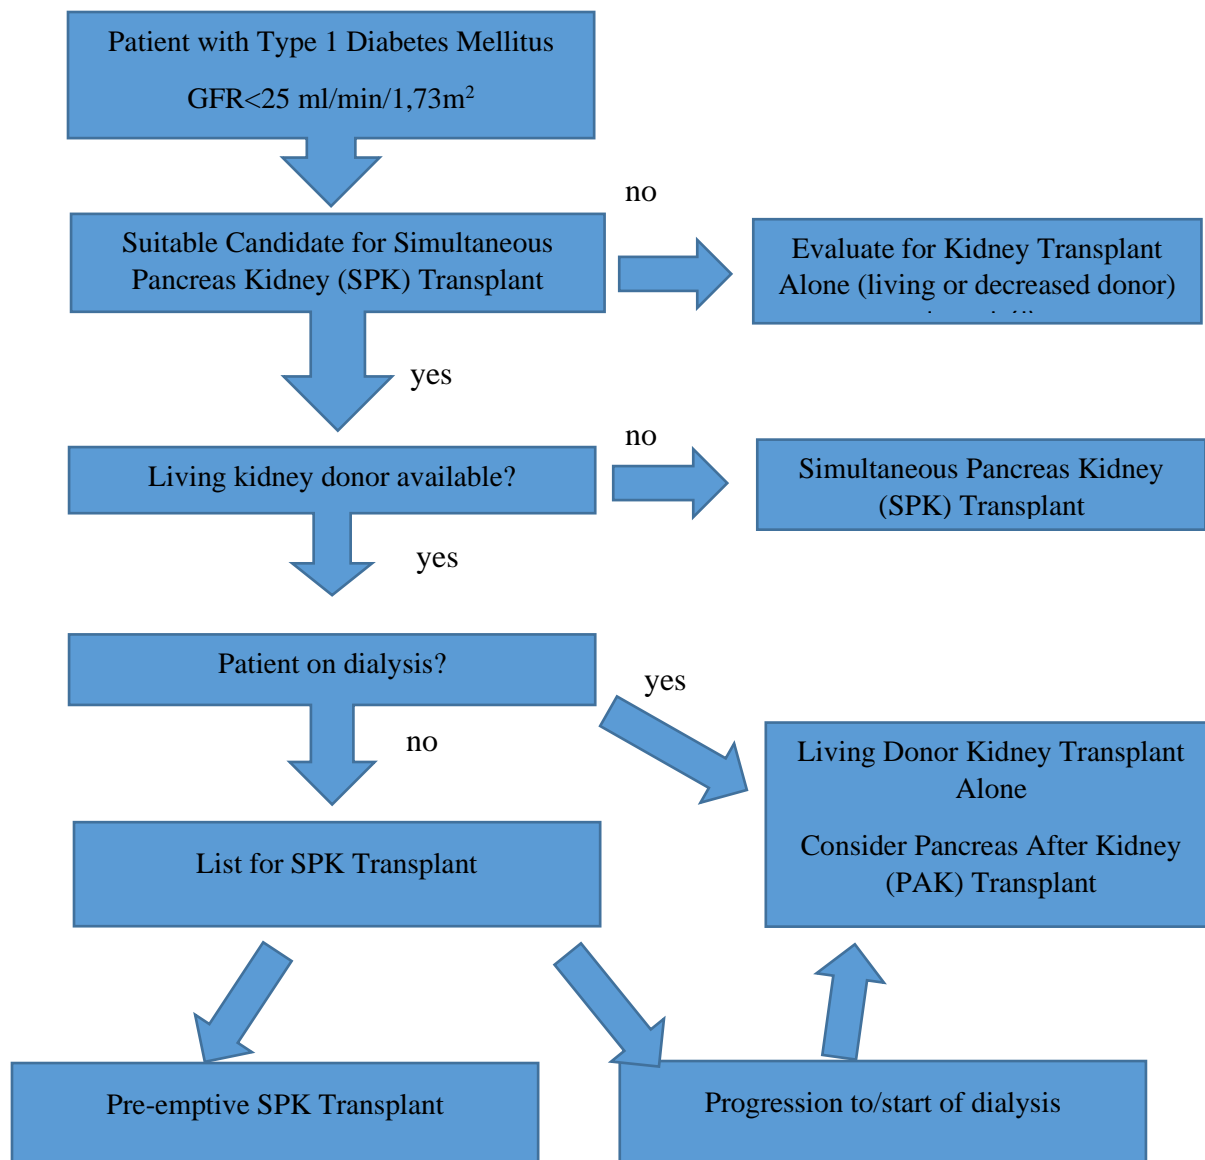 Patient with Type 1 Diabetes Mellitus
GFR<25 ml/min/1,73m²
no
Suitable Candidate for Simultaneous
Pancreas Kidney (SPK) Transplant
Evaluate for Kidney Transplant
Alone (living or decreased donor)
yes
no
Living kidney donor available?
Simultaneous Pancreas Kidney
(SPK) Transplant
yes
Patient on dialysis?
yes
no
Living Donor Kidney Transplant
Alone
Consider Pancreas After Kidney
(PAK) Transplant
List for SPK Transplant
Pre-emptive SPK Transplant
Progression to/start of dialysis